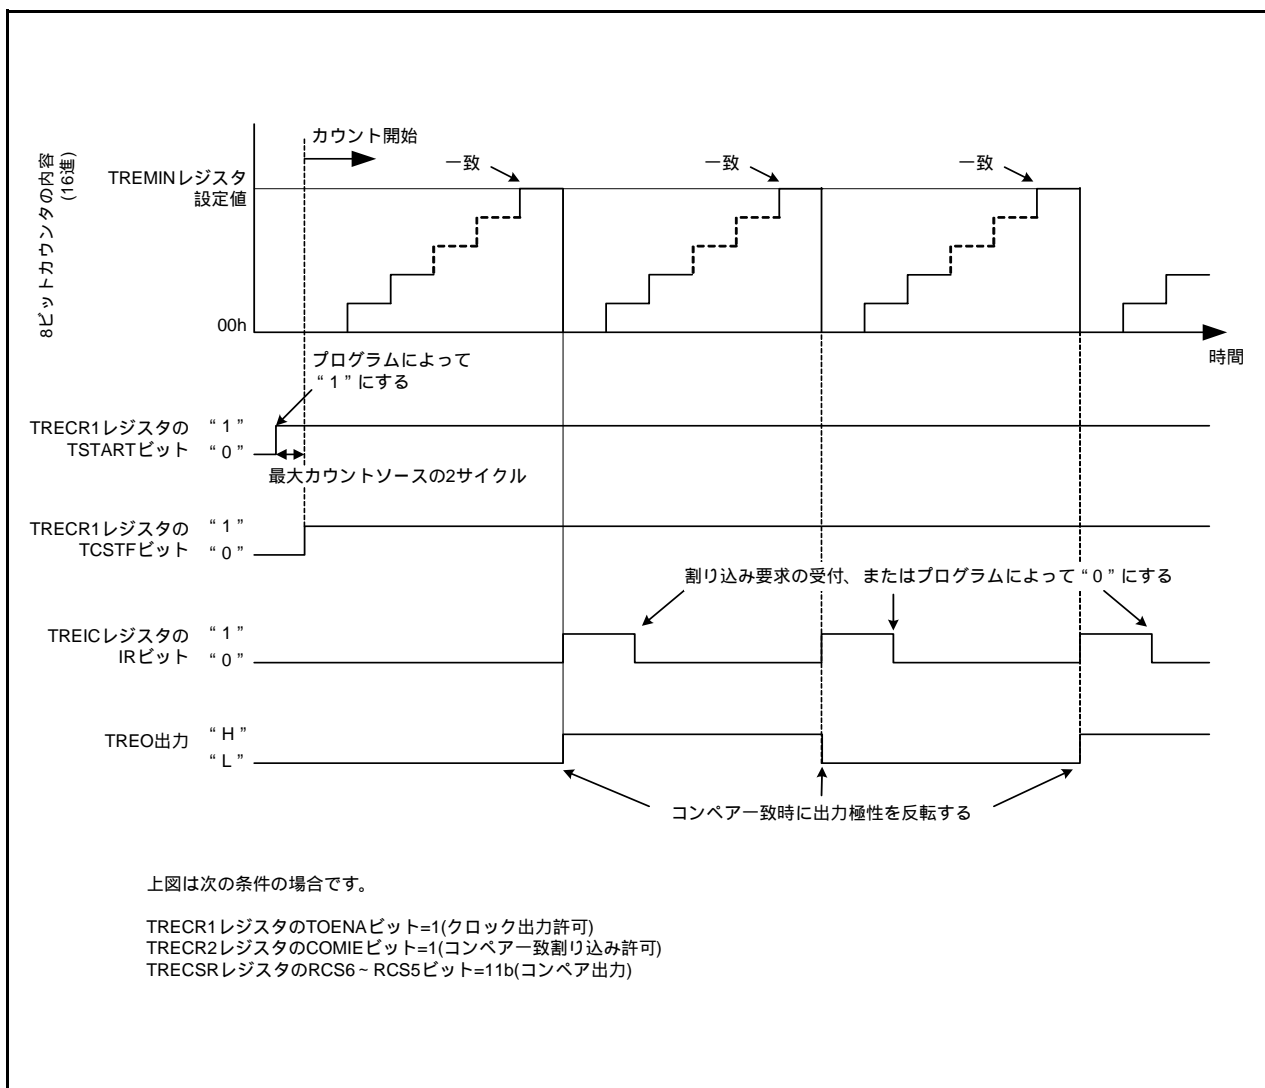 カウント開始
一致
一致
一致
8ビットカウンタの内容
(16進)
TREMINレジスタ
設定値
00h
時間
プログラムによって
“ 1 ” にする
TRECR1レジスタの
TSTARTビット
“ 1 ”
“ 0 ”
最大カウントソースの2サイクル
TRECR1レジスタの
TCSTFビット
“ 1 ”
“ 0 ”
割り込み要求の受付、またはプログラムによって “ 0 ” にする
TREICレジスタの
IRビット
“ 1 ”
“ 0 ”
TREO出力
“ H ”
“ L ”
コンペア一致時に出力極性を反転する
上図は次の条件の場合です。
TRECR1レジスタのTOENAビット=1(クロック出力許可)
TRECR2レジスタのCOMIEビット=1(コンペア一致割り込み許可)
TRECSRレジスタのRCS6 ~ RCS5ビット=11b(コンペア出力)